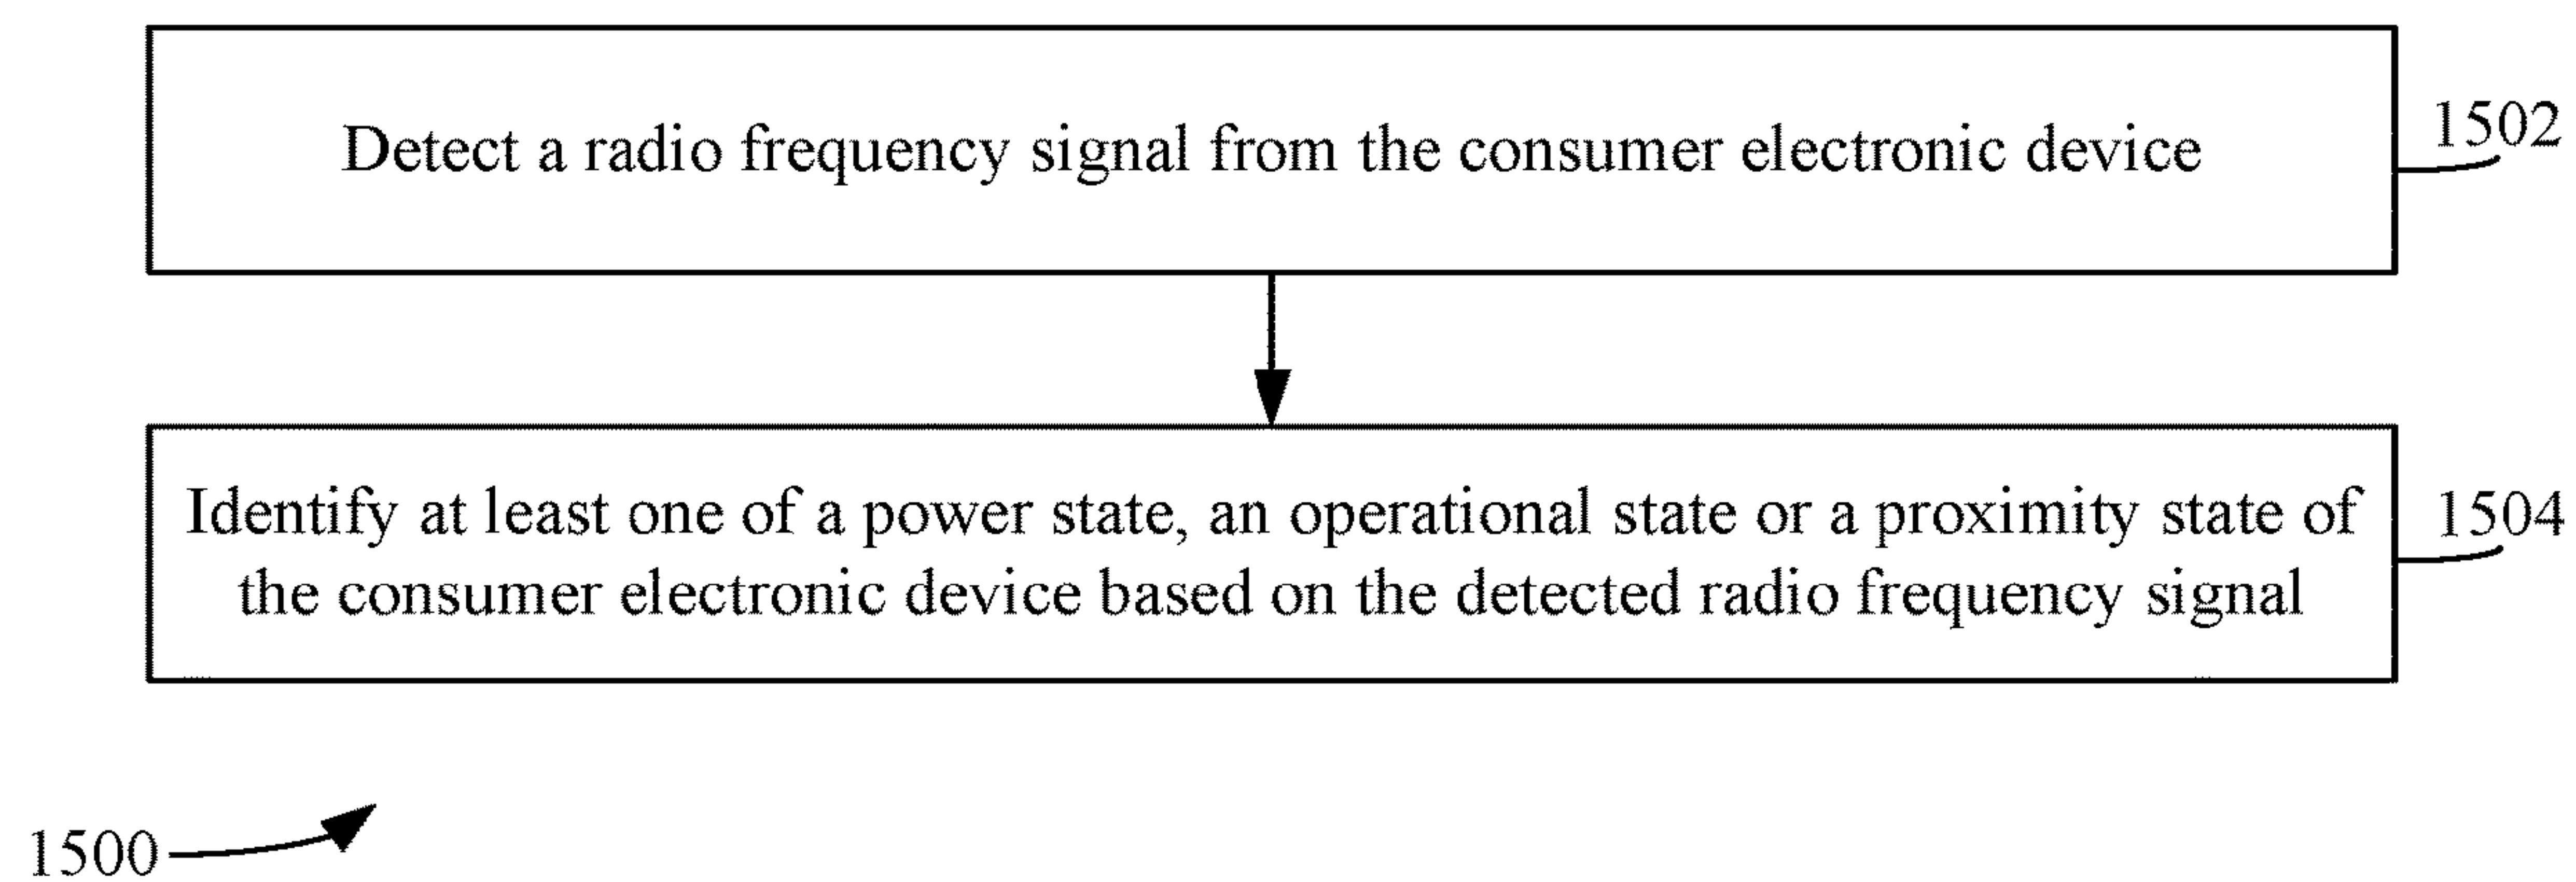 Detect a radio frequency signal from the consumer electronic device
1502
Identify at least one of a power state, an operational state or a proximity state of
the consumer electronic device based on the detected radio frequency signal
1504
1500